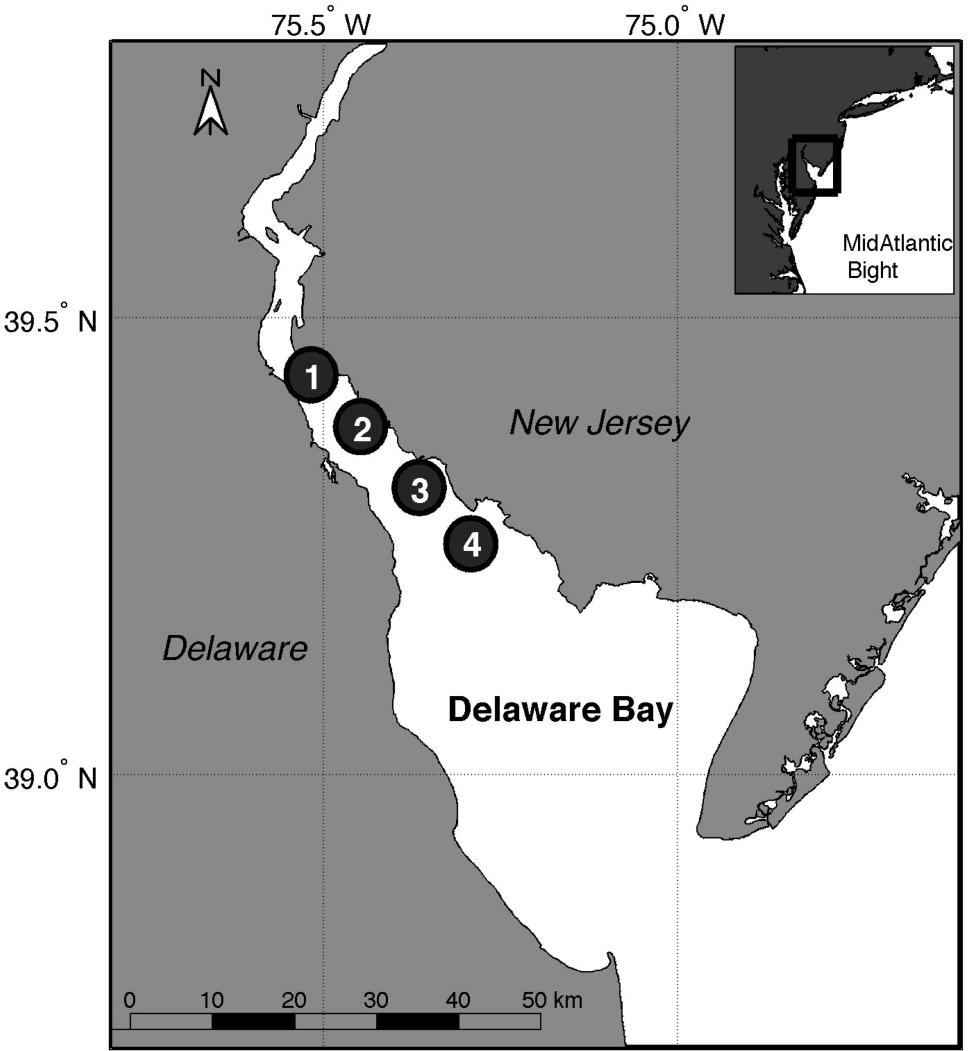 75.5° W
75.0° W
N
MidAtlantic
Bight
39.5° N
1
2
New Jersey
3
4
Delaware
Delaware Bay
39.0° N
0 10 20 30 40 50 km